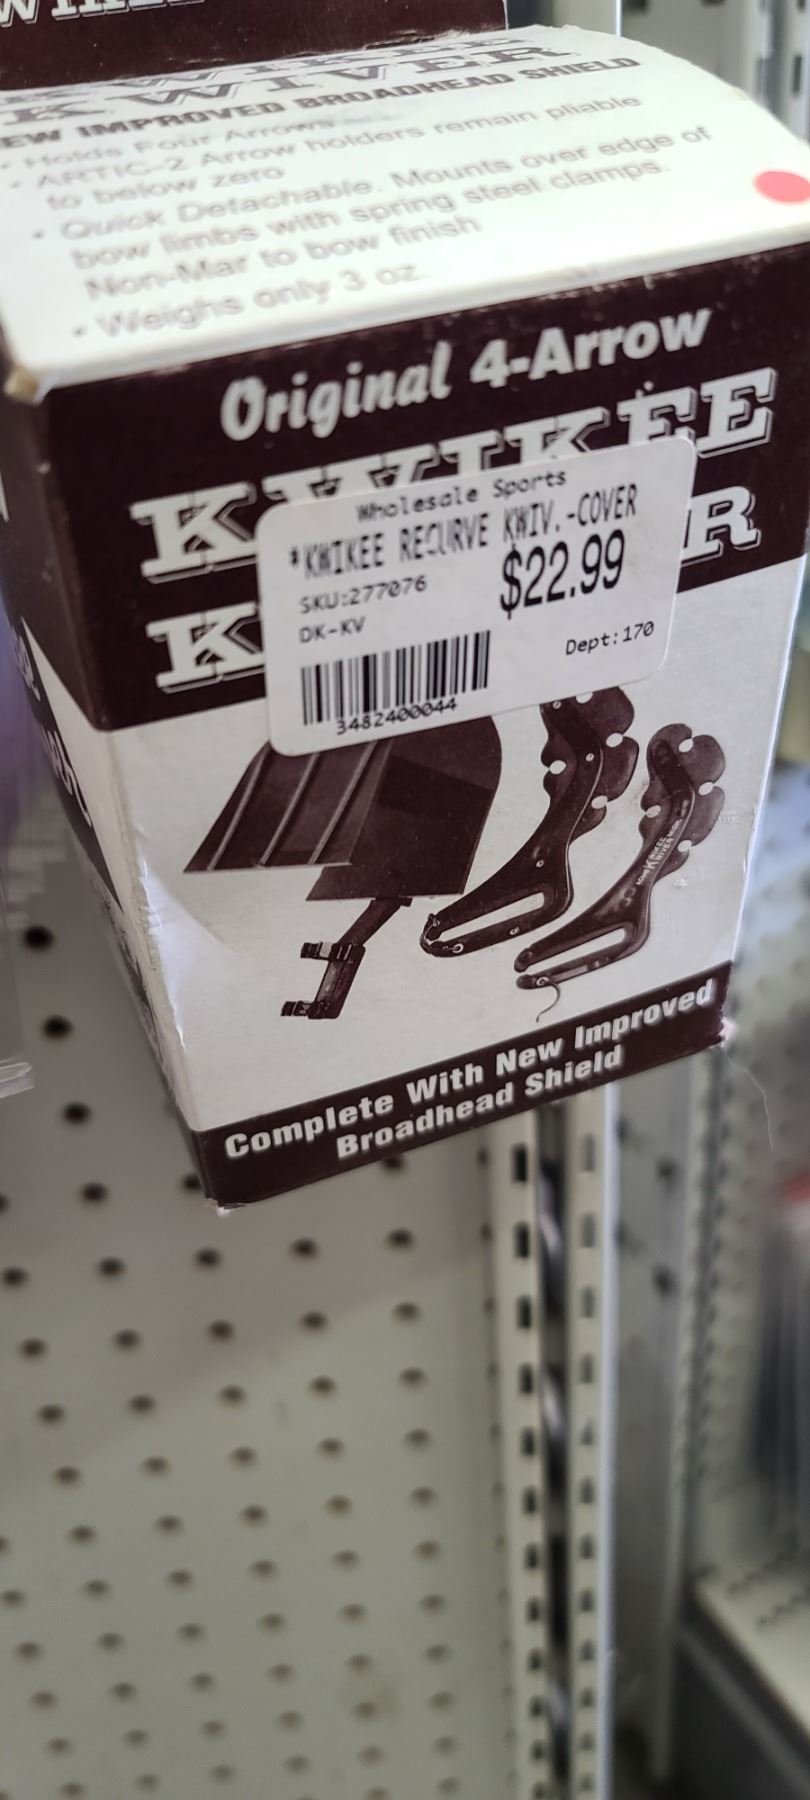 KWIVER
NEW IMPROVED BROADHEAD SHIELD
• Holds Four Arrows
• ARTIC-2 Arrow holders remain pliable
to below zero
• Quick Detachable. Mounts over edge of
bow limbs with spring steel clamps.
Non-Mar to bow finish
• Weighs only 3 oz.
Original 4-Arrow
KWIKEE
K R
Wholesale Sports
*KWIKEE RECURVE KWIV.-COVER
SKU:277076
$22.99
DK-KV
Dept:170
3482400044
KWIKEE
KWIVER
Complete With New Improved
Broadhead Shield